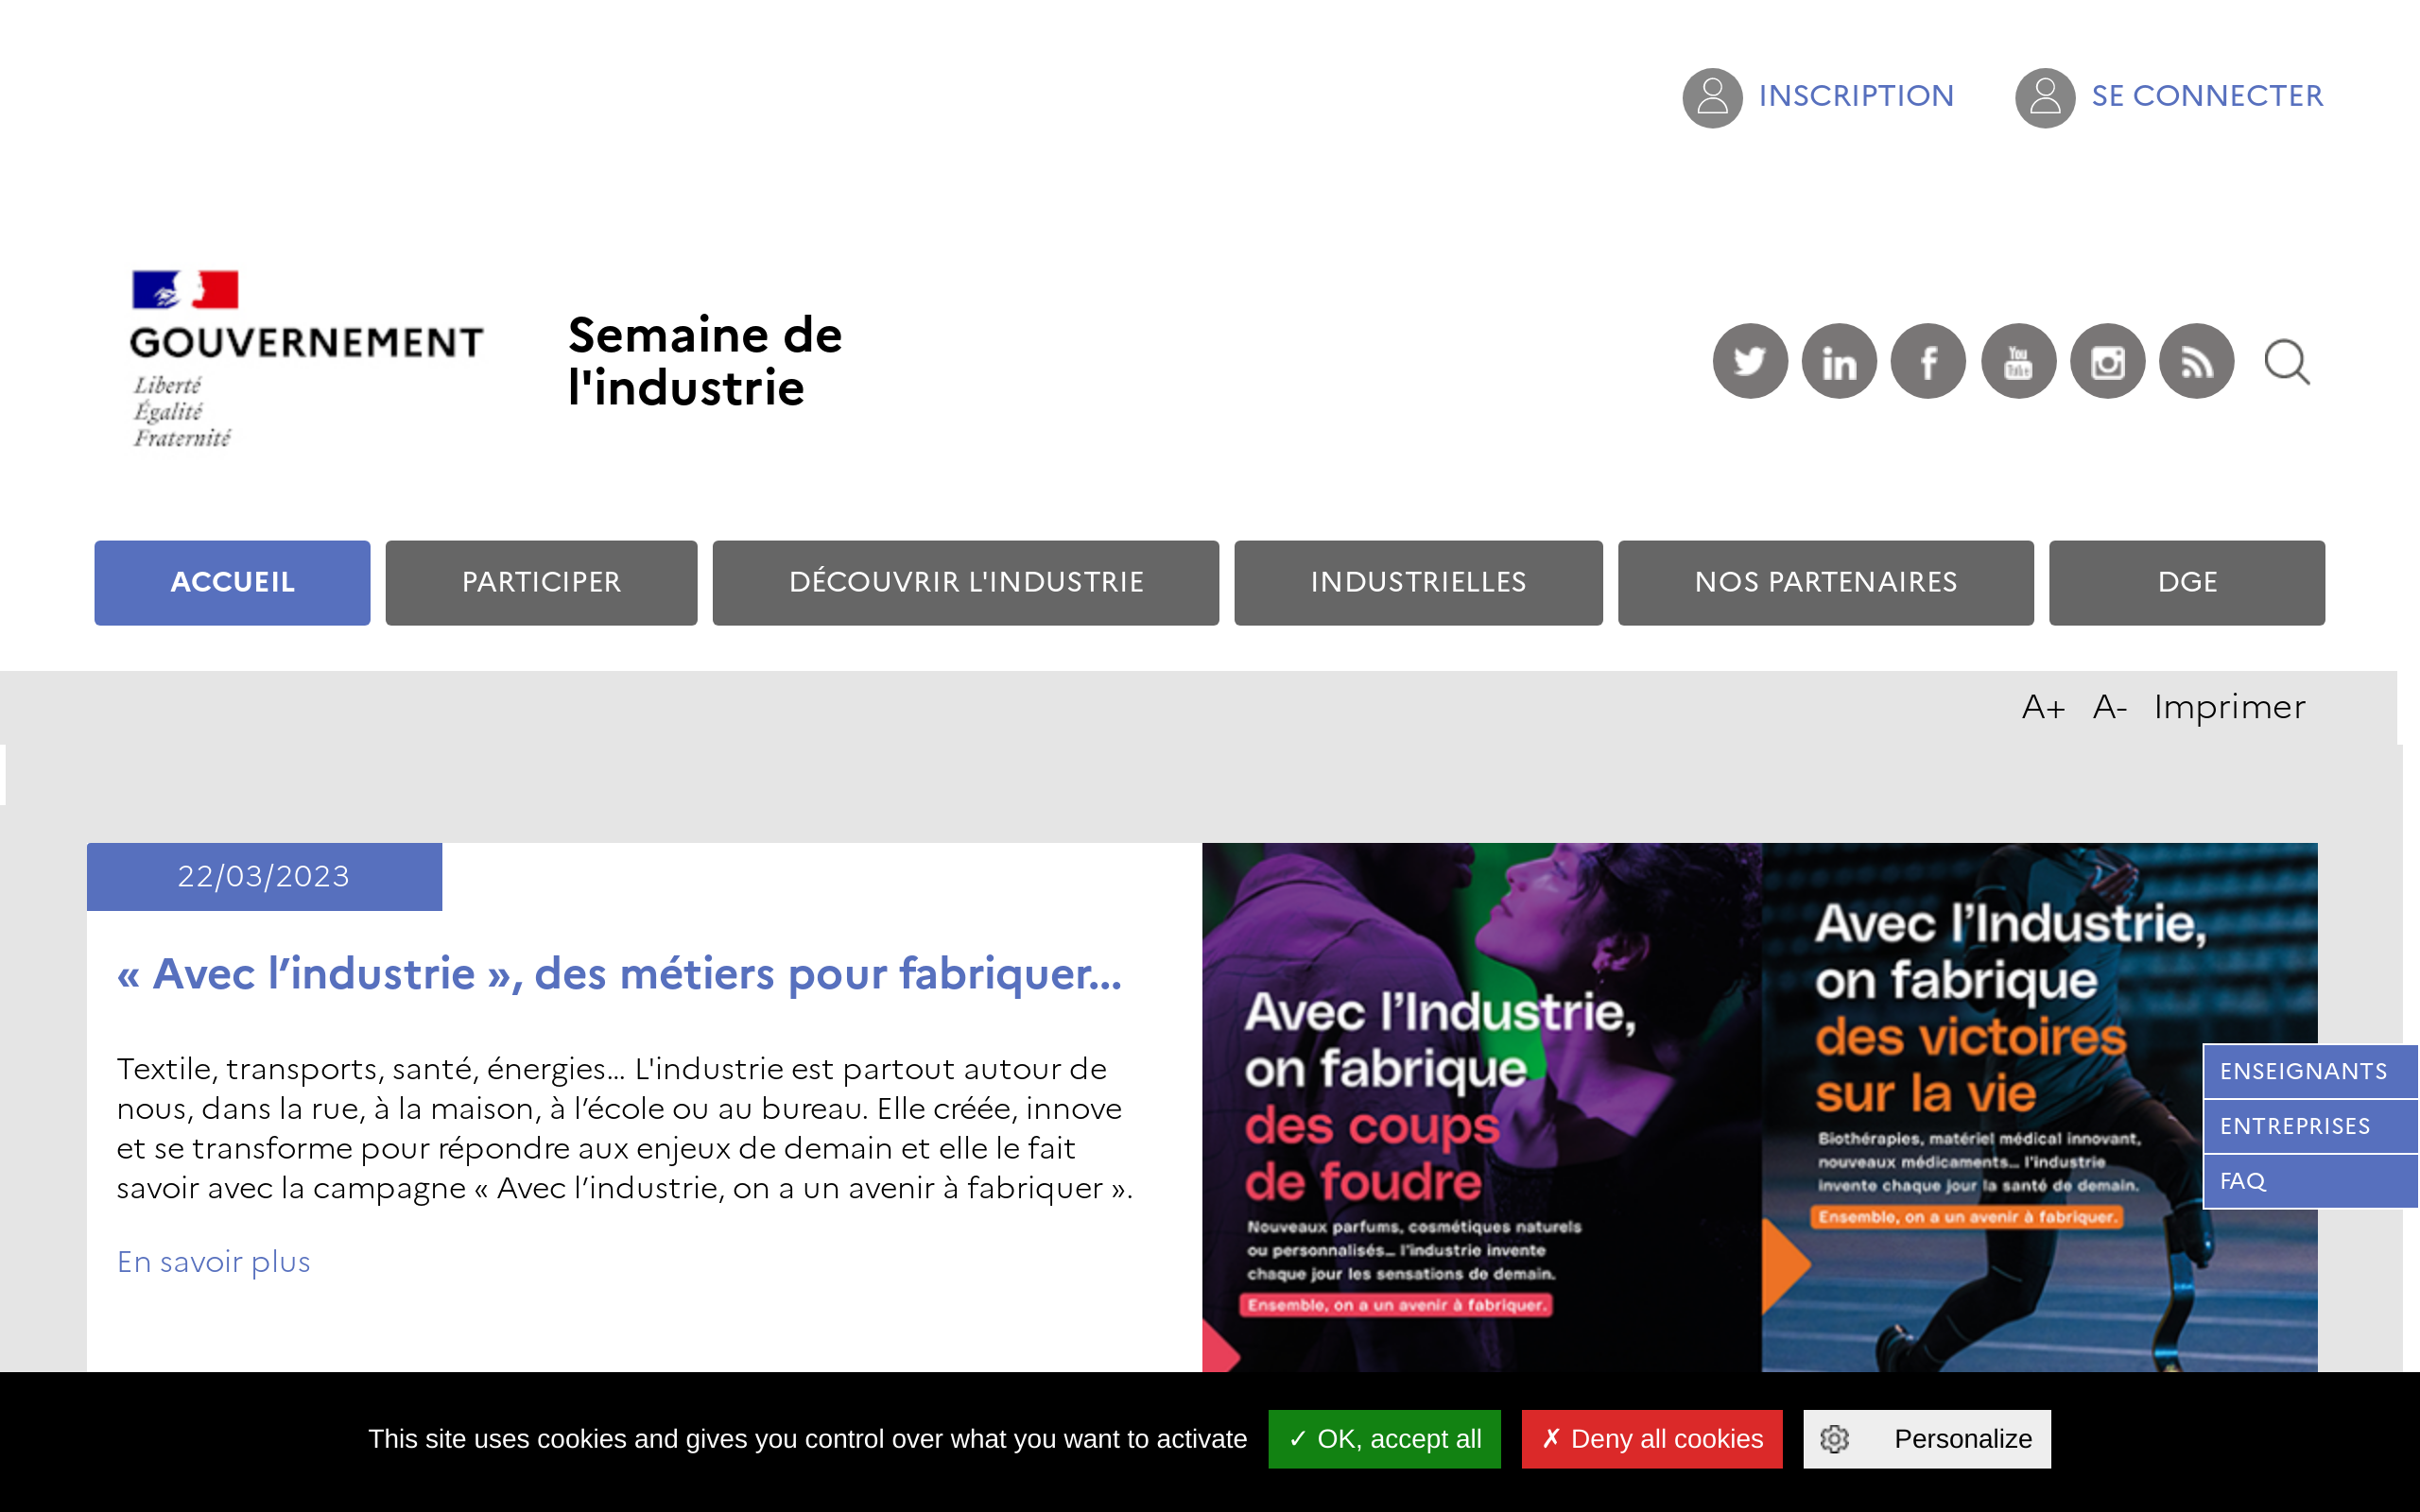 INSCRIPTION
SE CONNECTER
GOUVERNEMENT
Liberté
Égalité
Fraternité
Semaine de
l'industrie
ACCUEIL
PARTICIPER
DÉCOUVRIR L'INDUSTRIE
INDUSTRIELLES
NOS PARTENAIRES
DGE
A+ A- Imprimer
22/03/2023
« Avec l’industrie », des métiers pour fabriquer...
Textile, transports, santé, énergies... L'industrie est partout autour de
nous, dans la rue, à la maison, à l’école ou au bureau. Elle créée, innove
et se transforme pour répondre aux enjeux de demain et elle le fait
savoir avec la campagne « Avec l’industrie, on a un avenir à fabriquer ».
En savoir plus
Avec l’Industrie,
on fabrique
des coups
de foudre
Nouveaux parfums, cosmétiques naturels
ou personnalisés... l’industrie invente
chaque jour les sensations de demain.
Ensemble, on a un avenir à fabriquer.
Avec l’Industrie,
on fabrique
des victoires
sur la vie
Biothérapies, matériel médical innovant,
nouveaux médicaments... l’industrie
invente chaque jour la santé de demain.
Ensemble, on a un avenir à fabriquer.
ENSEIGNANTS
ENTREPRISES
FAQ
This site uses cookies and gives you control over what you want to activate
✓ OK, accept all
✗ Deny all cookies
Personalize